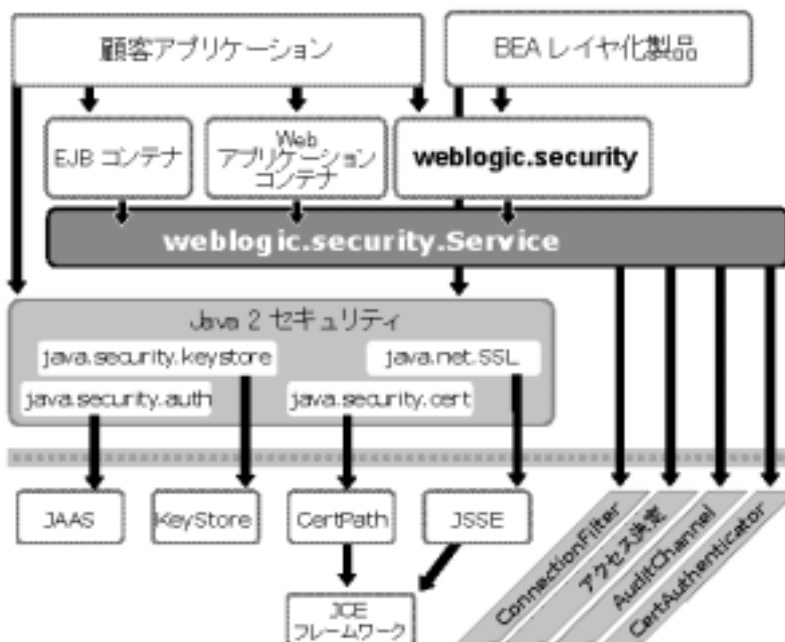 顧客アプリケーション
BEA レイヤ化製品
EJB コンテナ
Web
アプリケーション
コンテナ
weblogic.security
weblogic.security.Service
Java 2 セキュリティ
java.security.keystore
java.net.SSL
java.security.auth
java.security.cert
JAAS
KeyStore
CertPath
JSSE
JCE
フレームワーク
ConnectionFilter
アクセス決定
AuditChannel
CertAuthenticator